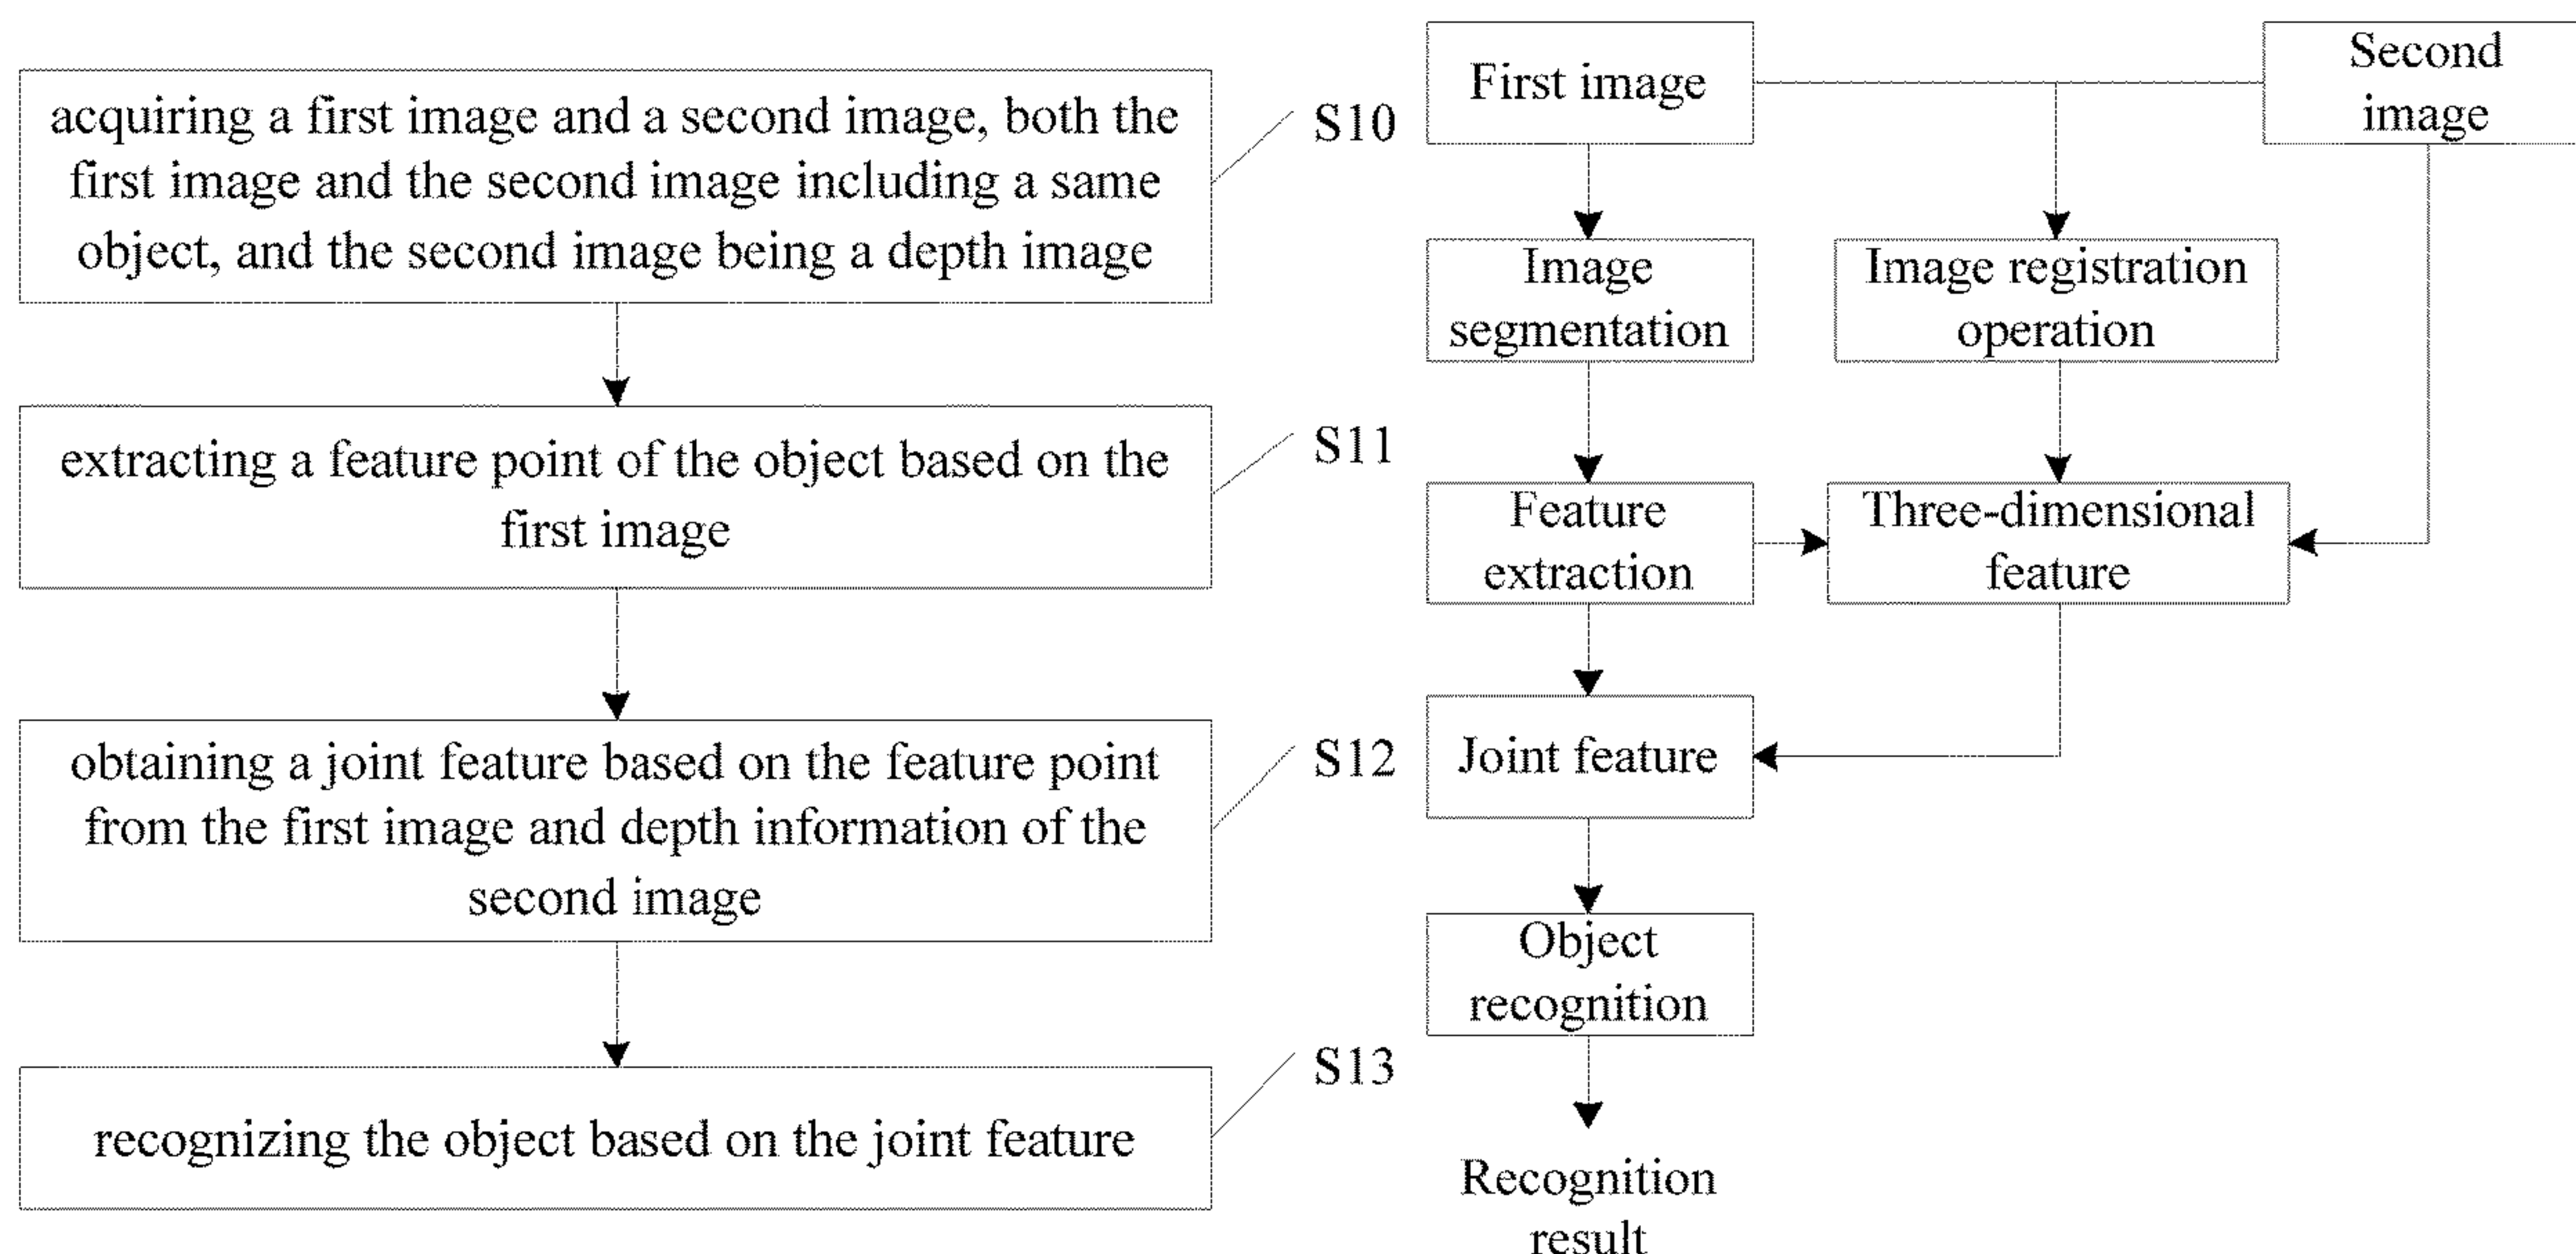 acquiring a first image and a second image, both the
first image and the second image including a same
object, and the second image being a depth image
S10
extracting a feature point of the object based on the
first image
S11
obtaining a joint feature based on the feature point
from the first image and depth information of the
second image
S12
recognizing the object based on the joint feature
S13
First image
Second
image
Image
segmentation
Image registration
operation
Feature
extraction
Three-dimensional
feature
Joint feature
Object
recognition
Recognition
result